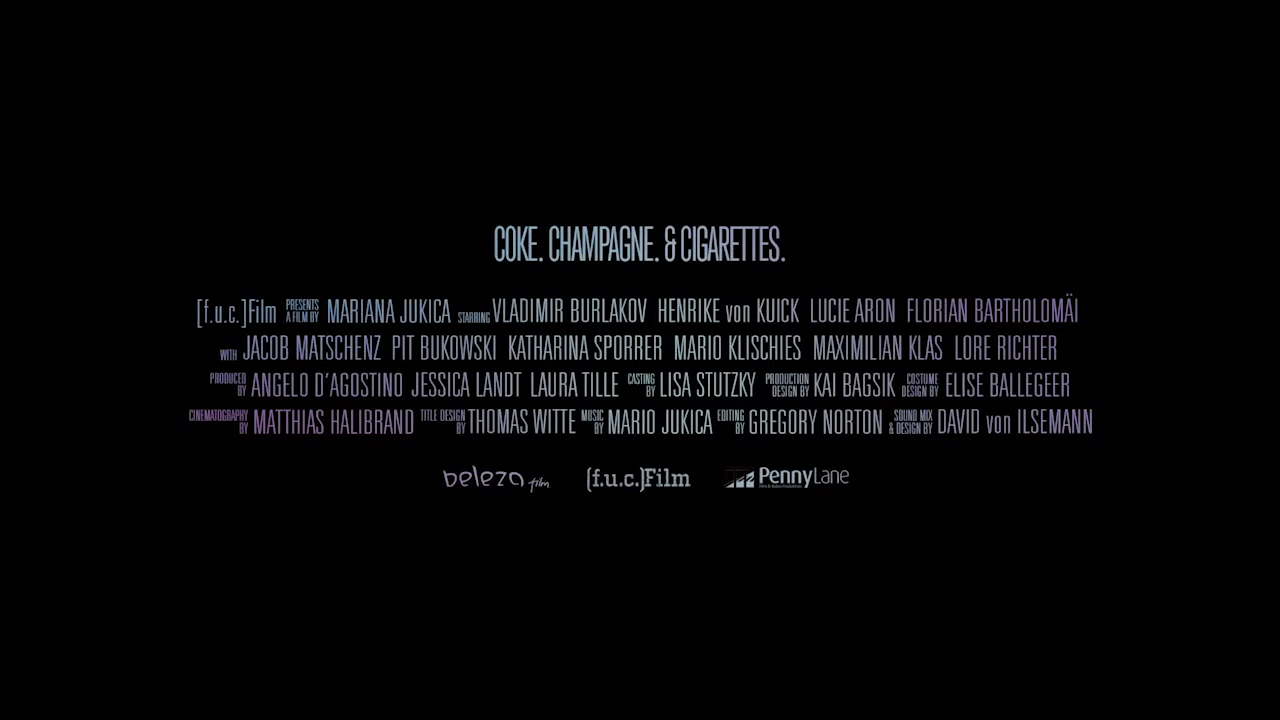 COKE. CHAMPAGNE. & CIGARETTES.
[f.u.c.]Film PRESENTS A FILM BY MARIANA JUKICA STARRING VLADIMIR BURLAKOV HENRIKE von KUICK LUCIE ARON FLORIAN BARTHOLOMÄI
WITH JACOB MATSCHENZ PIT BUKOWSKI KATHARINA SPORRER MARIO KLISCHIES MAXIMILIAN KLAS LORE RICHTER
PRODUCED BY ANGELO D'AGOSTINO JESSICA LANDT LAURA TILLE CASTING BY LISA STUTZKY PRODUCTION DESIGN BY KAI BAGSIK COSTUME DESIGN BY ELISE BALLEGEER
CINEMATOGRAPHY BY MATTHIAS HALIBRAND TITLE DESIGN BY THOMAS WITTE MUSIC BY MARIO JUKICA EDITING BY GREGORY NORTON SOUND MIX & DESIGN BY DAVID von ILSEMANN
beleza film [f.u.c.]Film PennyLane